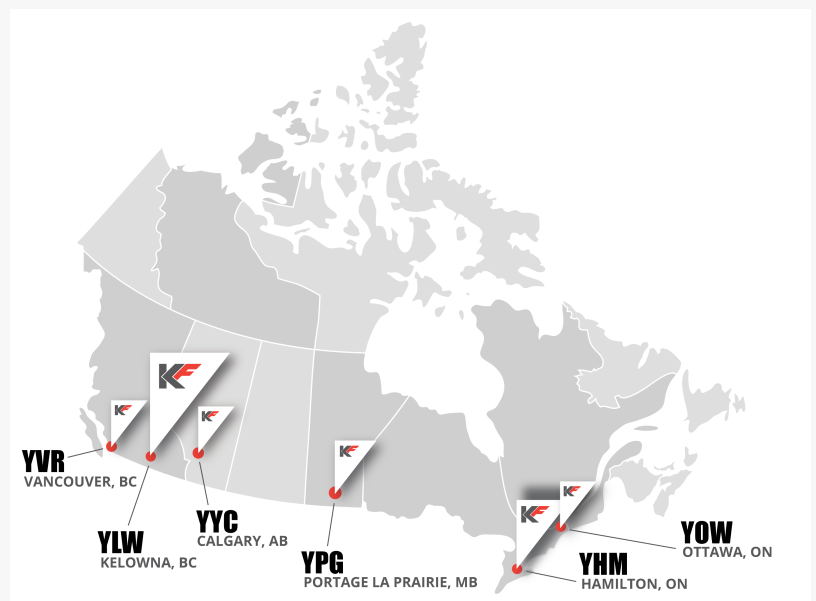 KF
KF
KF
KF
KF
KF
YVR
VANCOUVER, BC
YLW
KELOWNA, BC
YYC
CALGARY, AB
YPG
PORTAGE LA PRAIRIE, MB
YHM
HAMILTON, ON
YOW
OTTAWA, ON